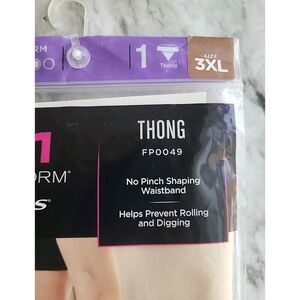 RM
1
Thong
SIZE
3XL
THONG
FP0049
ORM®
S®
No Pinch Shaping
Waistband
Helps Prevent Rolling
and Digging